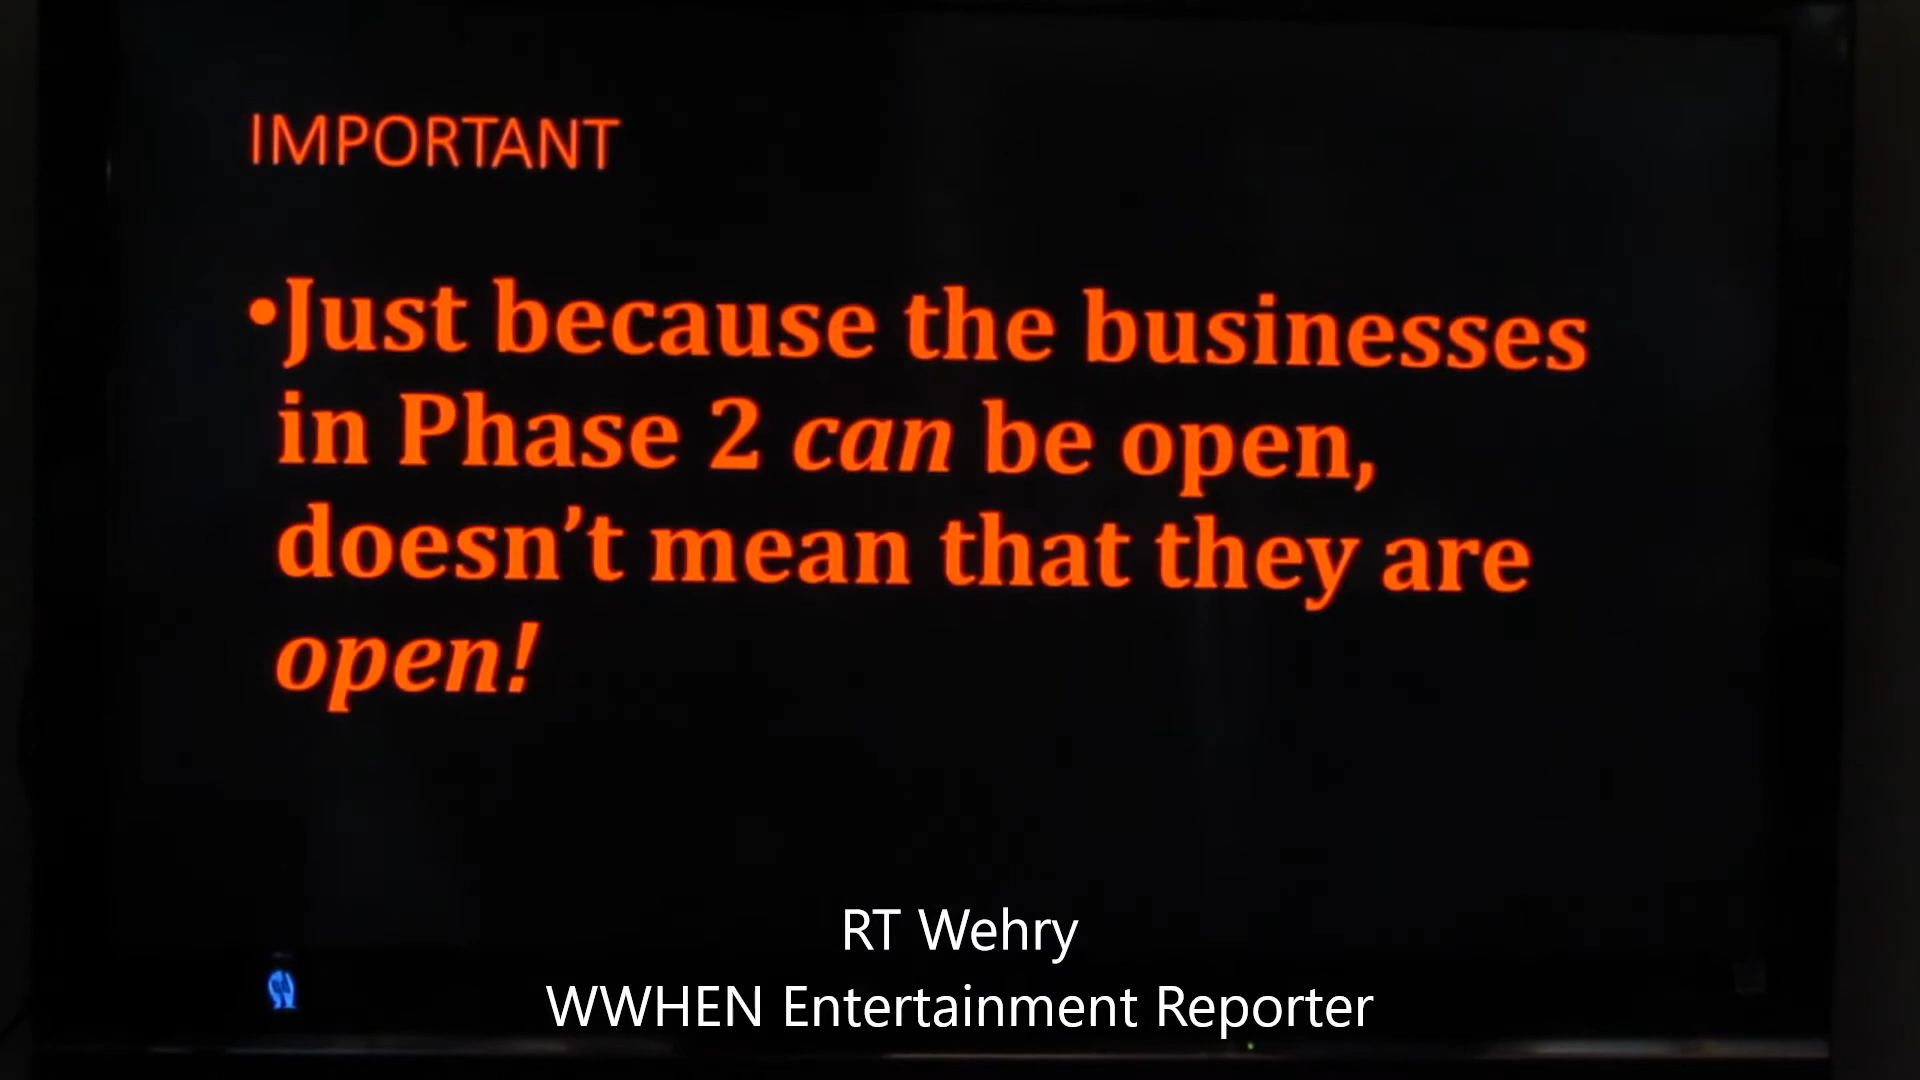 IMPORTANT
•Just because the businesses
in Phase 2 can be open,
doesn’t mean that they are
open!
RT Wehry
WWHEN Entertainment Reporter